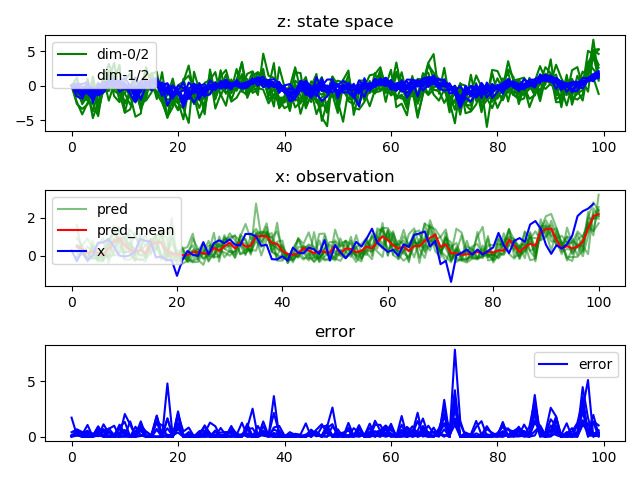 z: state space
dim-0/2
dim-1/2
5
0
−5
0
20
40
60
80
100
x: observation
pred
pred_mean
x
2
0
0
20
40
60
80
100
error
error
5
0
0
20
40
60
80
100